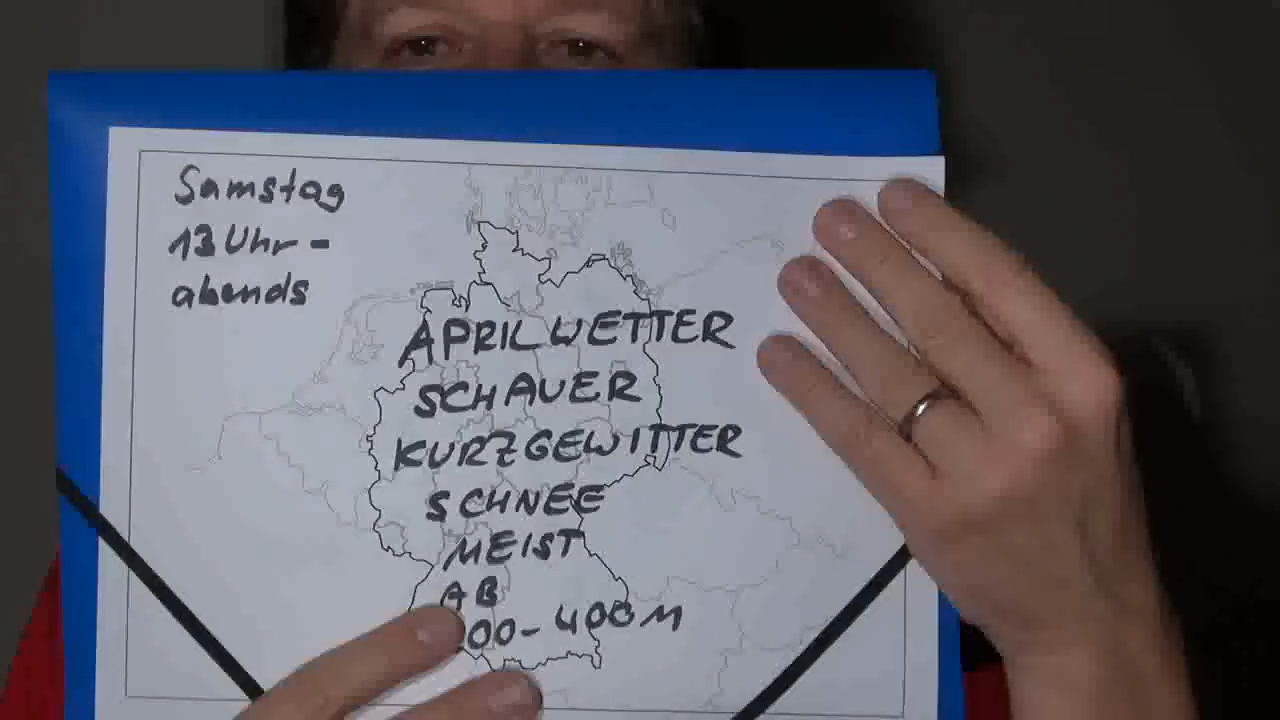 Samstag
13 Uhr -
abends
APRILWETTER
SCHAUER
KURZGEWITTER
SCHNEE
MEIST
AB
00-400M